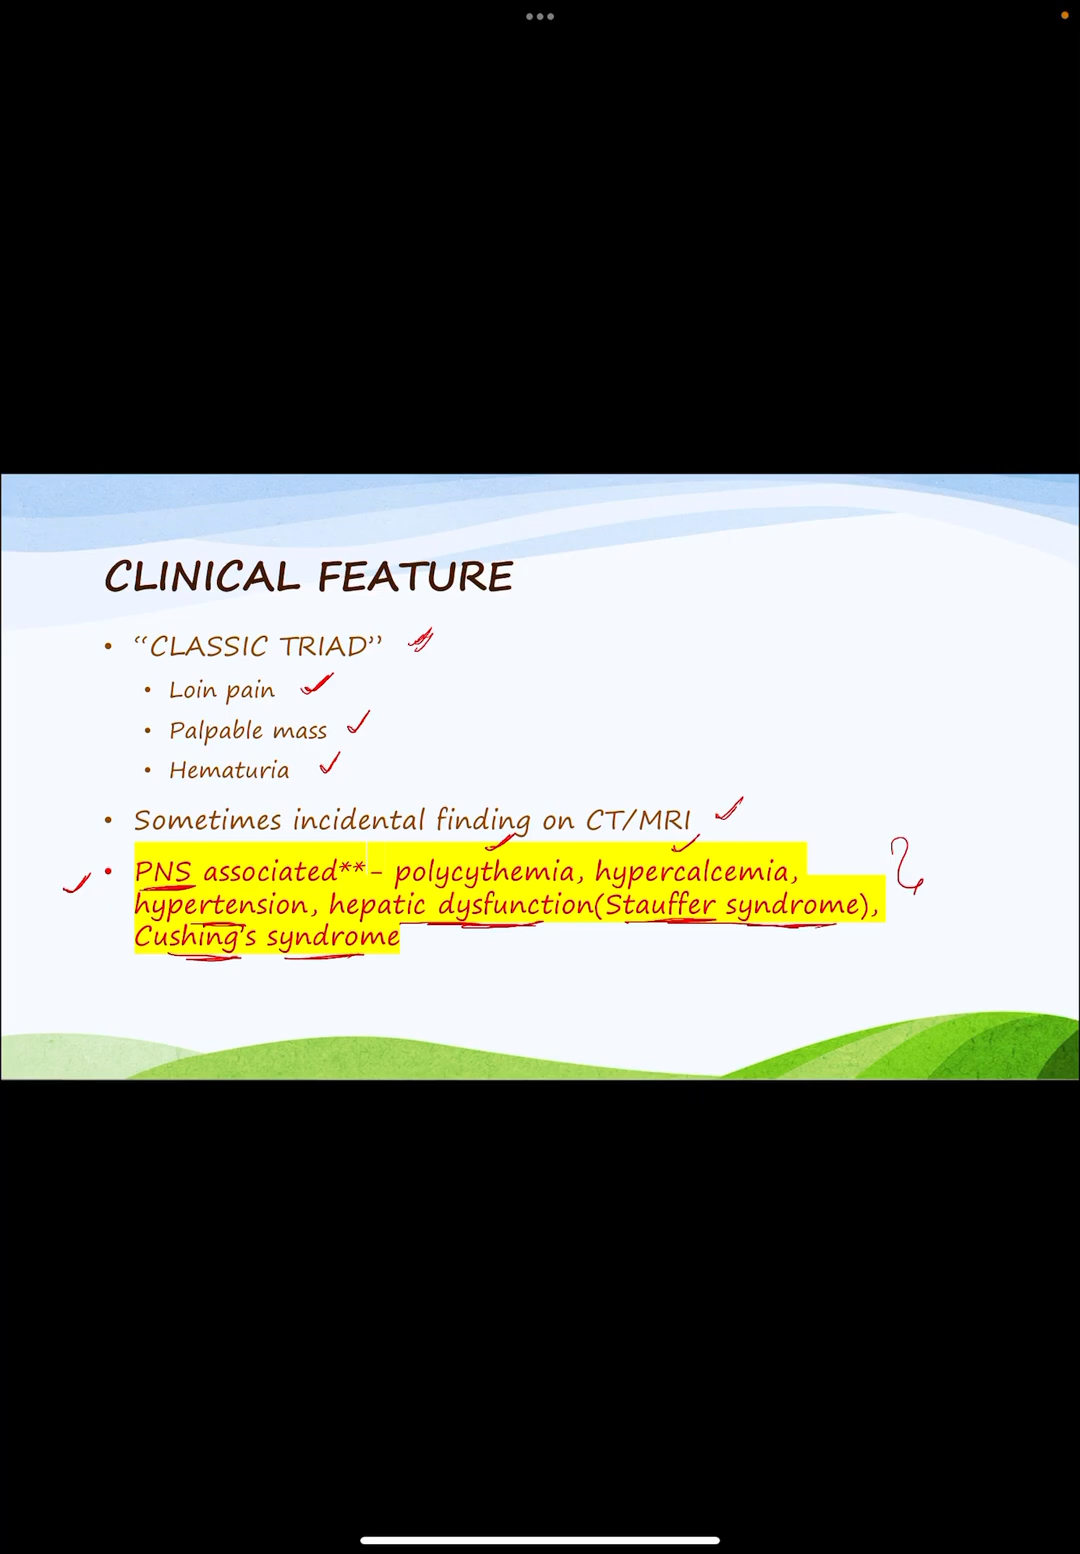 CLINICAL FEATURE
• “CLASSIC TRIAD”
• Loin pain
• Palpable mass
• Hematuria
• Sometimes incidental finding on CT/MRI
• PNS associated**- polycythemia, hypercalcemia,
hypertension, hepatic dysfunction(Stauffer syndrome),
Cushing's syndrome